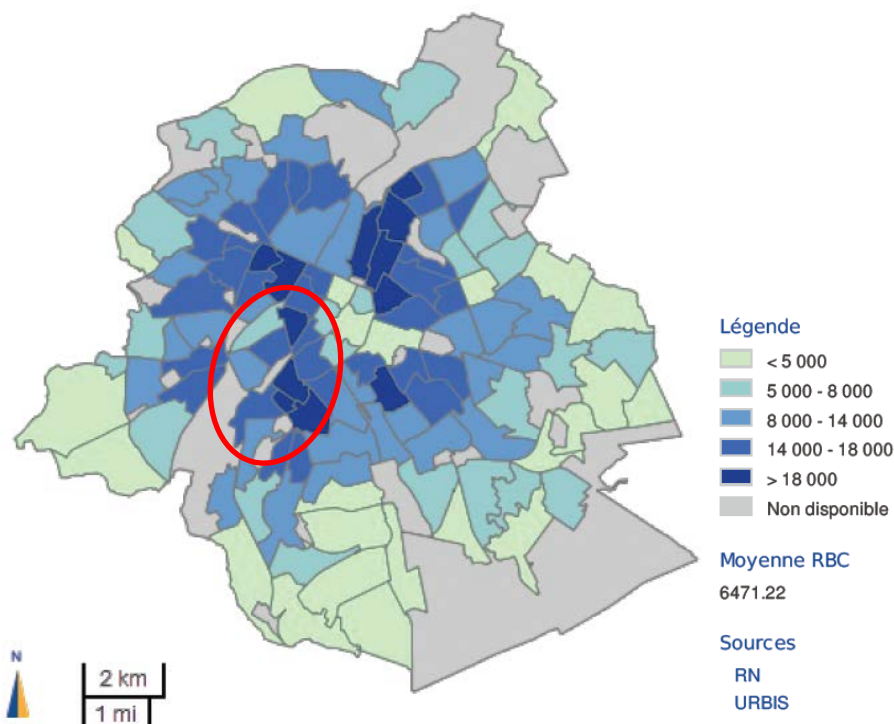 Légende
< 5 000
5 000 - 8 000
8 000 - 14 000
14 000 - 18 000
> 18 000
Non disponible
Moyenne RBC
6471.22
Sources
RN
URBIS
N
2 km
1 mi